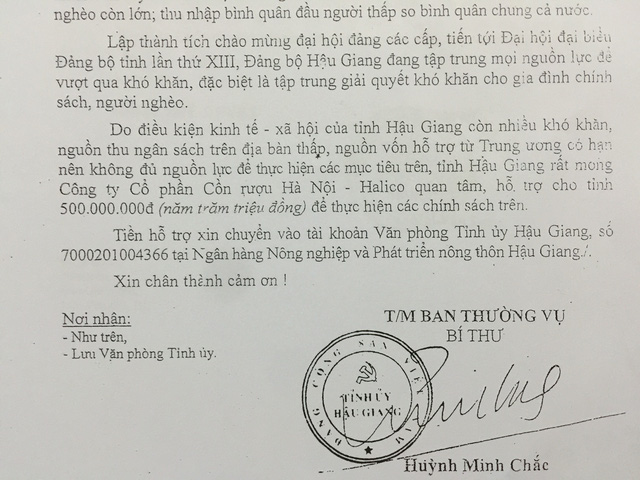 nghèo còn lớn; thu nhập bình quân đầu người thấp so bình quân chung cả nước.
Lập thành tích chào mừng đại hội đảng các cấp, tiến tới Đại hội đại biểu
Đảng bộ tỉnh lần thứ XIII, Đảng bộ Hậu Giang đang tập trung mọi nguồn lực để
vượt qua khó khăn, đặc biệt là tập trung giải quyết khó khăn cho gia đình chính
sách, người nghèo.
Do điều kiện kinh tế - xã hội của tỉnh Hậu Giang còn nhiều khó khăn,
nguồn thu ngân sách trên địa bàn thấp, nguồn vốn hỗ trợ từ Trung ương có hạn
nên không đủ nguồn lực để thực hiện các mục tiêu trên, tỉnh Hậu Giang rất mong
Công ty Cổ phần Cồn rượu Hà Nội - Halico quan tâm, hỗ trợ cho tỉnh
500.000.000đ (năm trăm triệu đồng) để thực hiện các chính sách trên.
Tiền hỗ trợ xin chuyển vào tài khoản Văn phòng Tỉnh ủy Hậu Giang, số
7000201004366 tại Ngân hàng Nông nghiệp và Phát triển nông thôn Hậu Giang./.
Xin chân thành cảm ơn !
Nơi nhận:
- Như trên,
- Lưu Văn phòng Tỉnh ủy.
T/M BAN THƯỜNG VỤ
BÍ THƯ
ĐẢNG CỘNG SẢN VIỆT NAM
TỈNH ỦY
HẬU GIANG
Huỳnh Minh Chắc